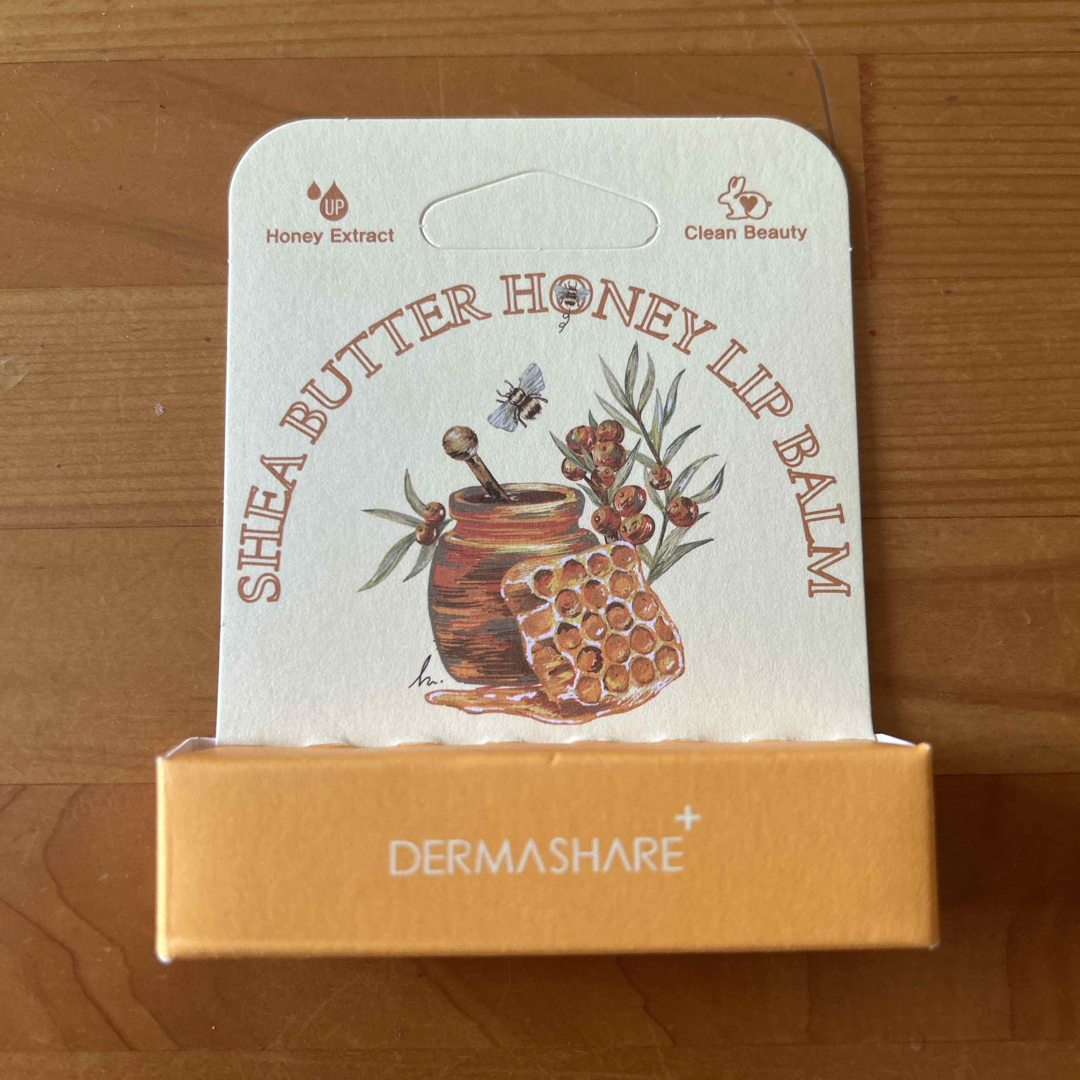 UP
Honey Extract
Clean Beauty
SHEA BUTTER HONEY LIP BALM
DERMASHARE+